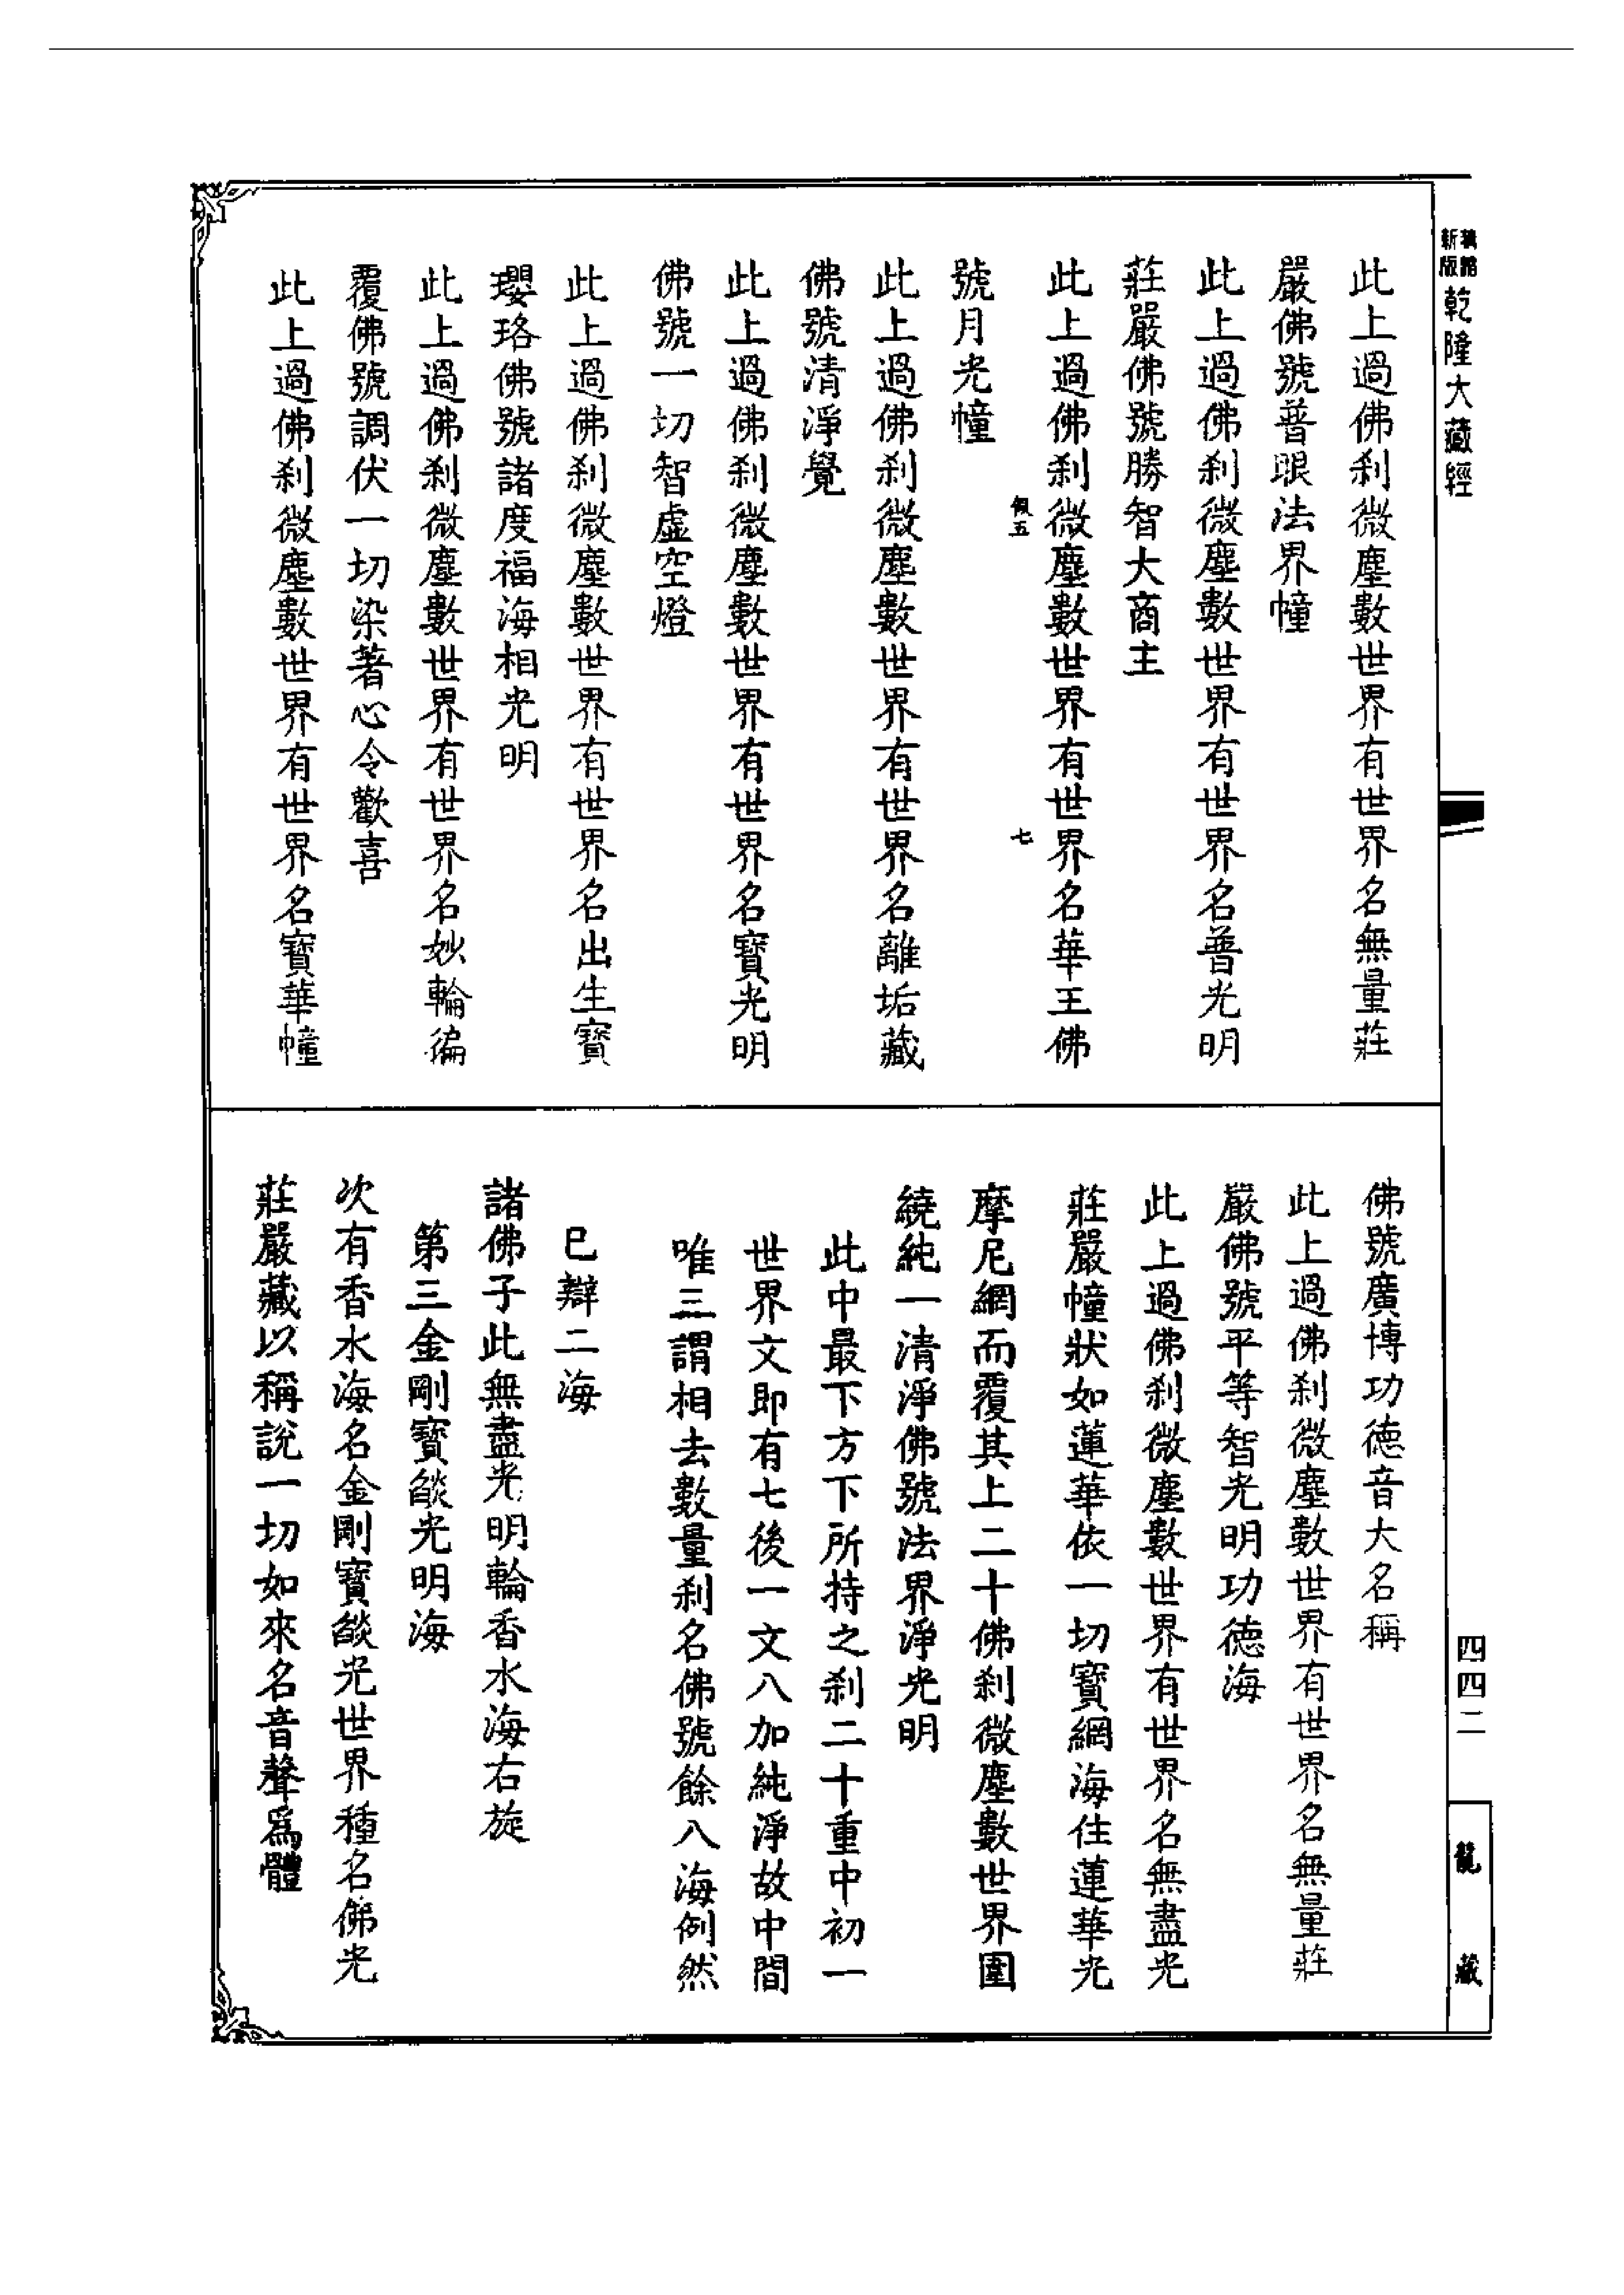 新版
精縮
乾隆大藏經
此上過佛刹微塵數世界有世界名無量莊
嚴佛號普眼法界幢
此上過佛刹微塵數世界有世界名普光明
莊嚴佛號勝智大商主
此上過佛刹微塵數世界有世界名華王佛
七
號月光幢
此上過佛刹微塵數世界有世界名離垢藏
佛號清淨覺
此上過佛刹微塵數世界有世界名寶光明
佛號一切智虛空燈
此上過佛刹微塵數世界有世界名出生寶
瓔珞佛號諸度福海相光明
此上過佛刹微塵數世界有世界名妙輪徧
覆佛號調伏一切染著心令歡喜
此上過佛刹微塵數世界有世界名寶華幢
佛號廣博功德音大名稱
此上過佛刹微塵數世界有世界名無量莊
嚴佛號平等智光明功德海
此上過佛刹微塵數世界有世界名無盡光
莊嚴幢狀如蓮華依一切寶網海住蓮華光
摩尼網而覆其上二十佛刹微塵數世界圍
繞純一清淨佛號法界淨光明
此中最下方下所持之刹二十重中初一
世界文即有七後一文八加純淨故中間
唯三謂相去數量刹名佛號餘八海例然
巳辯二海
諸佛子此無盡光明輪香水海右旋
第三金剛寶燄光明海
次有香水海名金剛寶燄光世界種名佛光
莊嚴藏以稱說一切如來名音聲爲體
四四二
龍藏